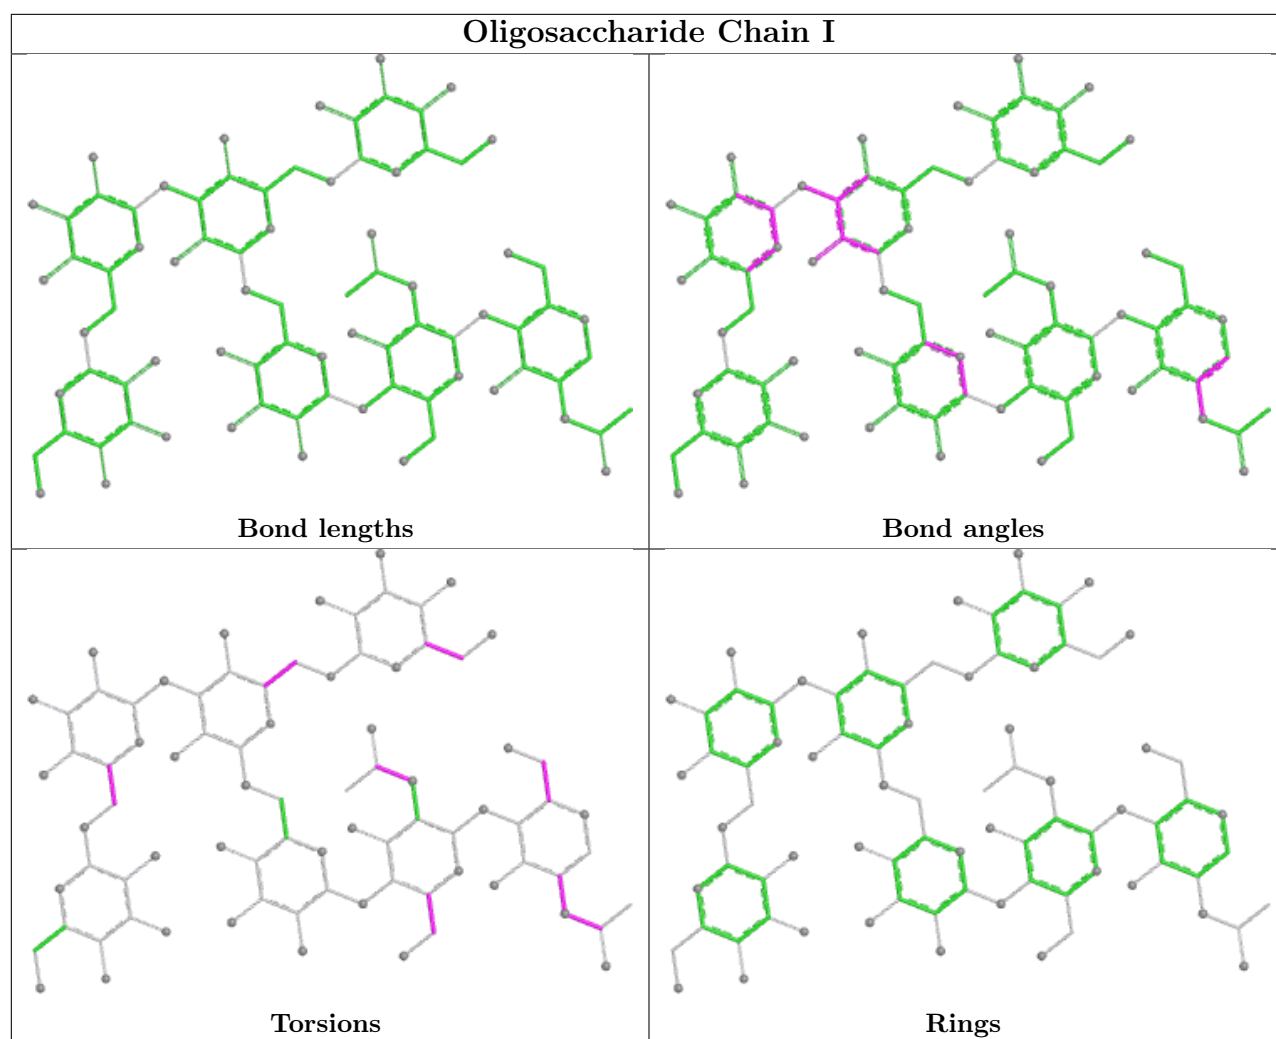 Oligosaccharide Chain I
Bond lengths
Bond angles
Torsions
Rings